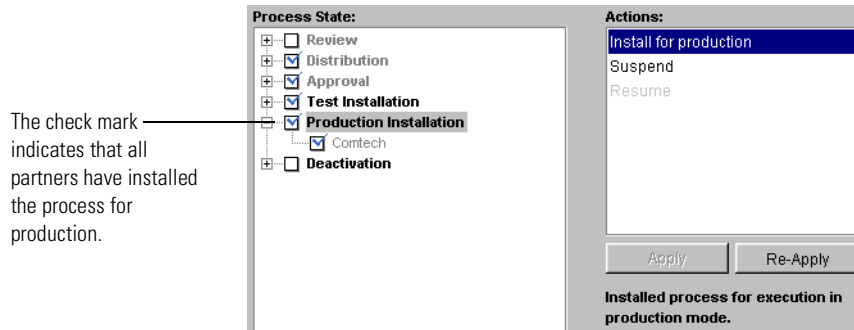 Process State:
Review
Distribution
Approval
Test Installation
Production Installation
Comtech
Deactivation
The check mark
indicates that all
partners have installed
the process for
production.
Actions:
Install for production
Suspend
Resume
Apply
Re-Apply
Installed process for execution in
production mode.